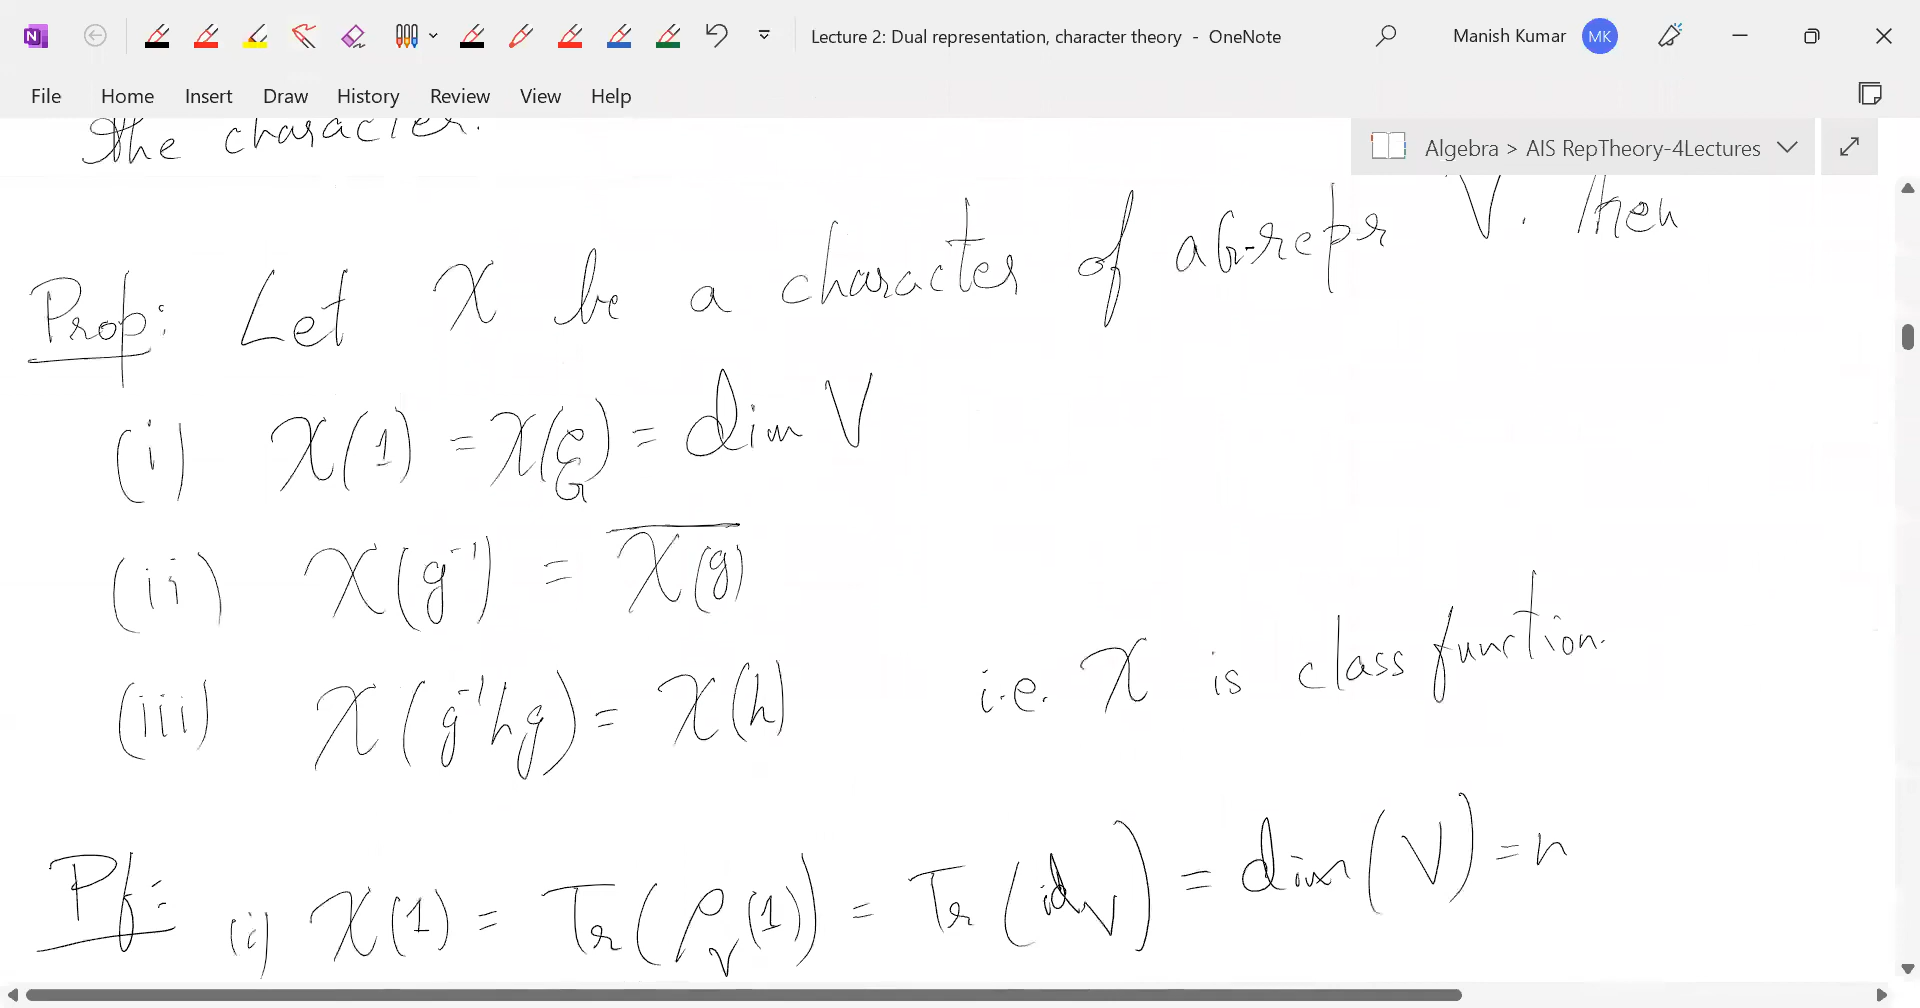 Lecture 2: Dual representation, character theory - OneNote
Manish Kumar MK
File Home Insert Draw History Review View Help
the character.
Algebra > AIS RepTheory-4Lectures
Prop: Let χ be a character of a G-repr V. Then
(i) χ(1) = χ(e_G) = dim V
(ii) χ(g⁻¹) = \overline{χ(g)}
(iii) χ(g⁻¹hg) = χ(h) i.e. χ is class function.
Pf: (i) χ(1) = Tr(ρ_V(1)) = Tr(id_V) = dim(V) = n